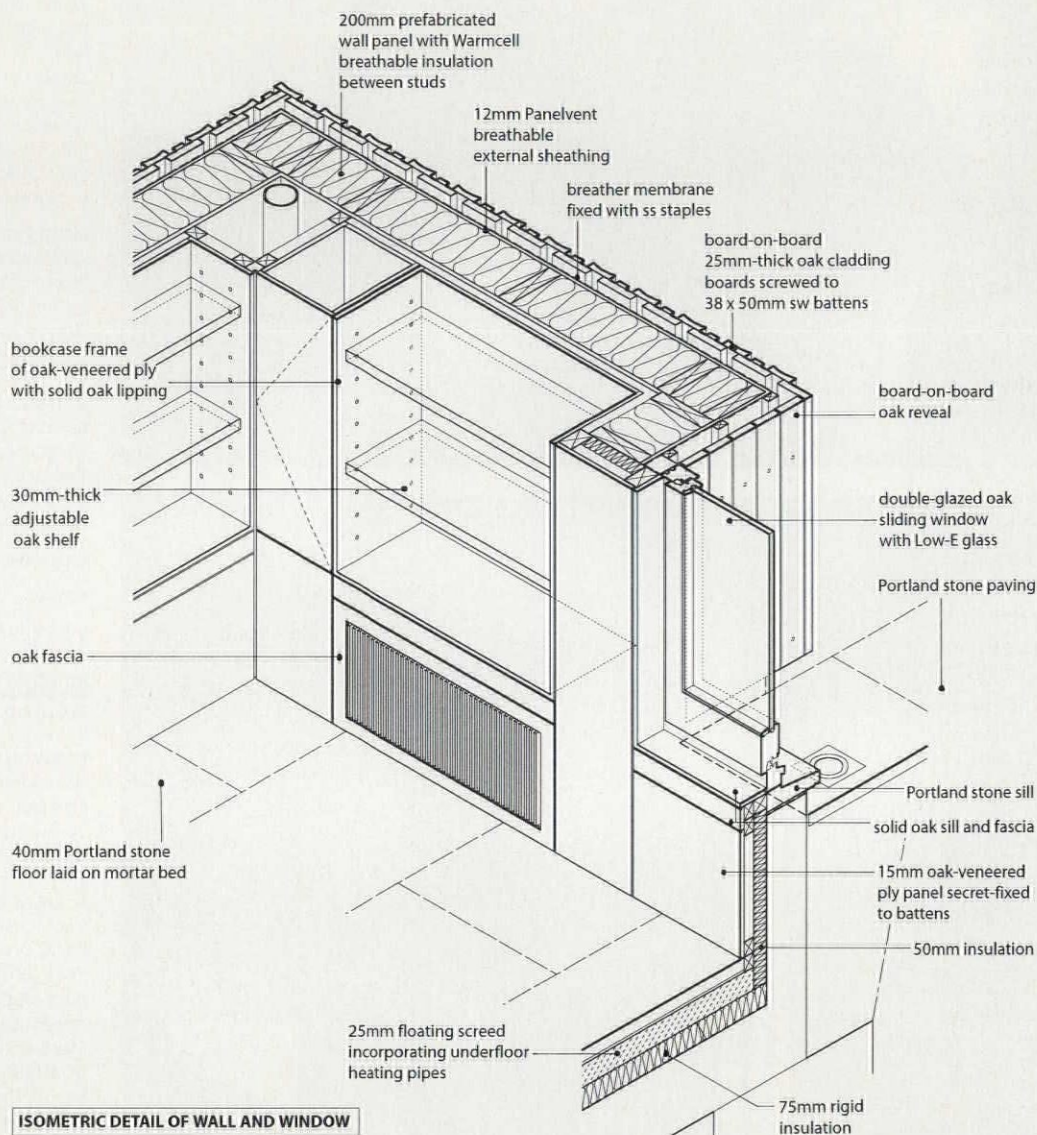 200mm prefabricated
wall panel with Warmcell
breathable insulation
between studs
12mm Panelvent
breathable
external sheathing
breather membrane
fixed with ss staples
board-on-board
25mm-thick oak cladding
boards screwed to
38 x 50mm sw battens
bookcase frame
of oak-veneered ply
with solid oak lipping
board-on-board
oak reveal
30mm-thick
adjustable
oak shelf
double-glazed oak
sliding window
with Low-E glass
Portland stone paving
oak fascia
Portland stone sill
solid oak sill and fascia
40mm Portland stone
floor laid on mortar bed
15mm oak-veneered
ply panel secret-fixed
to battens
50mm insulation
25mm floating screed
incorporating underfloor
heating pipes
75mm rigid
insulation
ISOMETRIC DETAIL OF WALL AND WINDOW